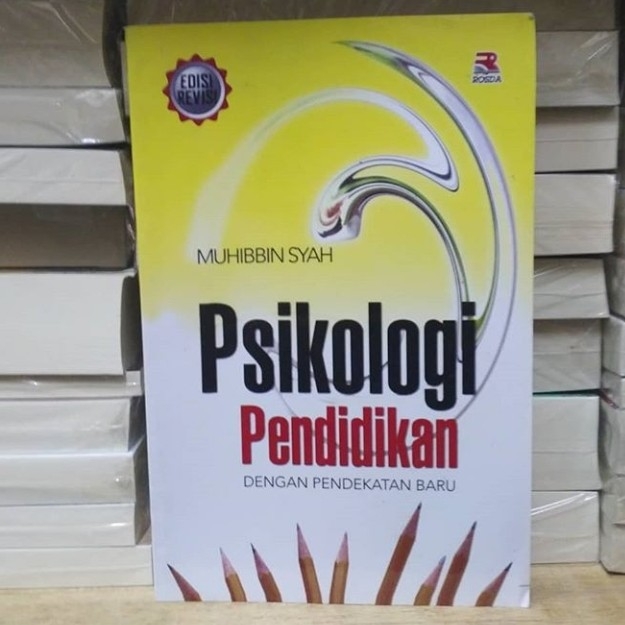 EDISI
REVISI
ROSDA
MUHIBBIN SYAH
Psikologi
Pendidikan
DENGAN PENDEKATAN BARU